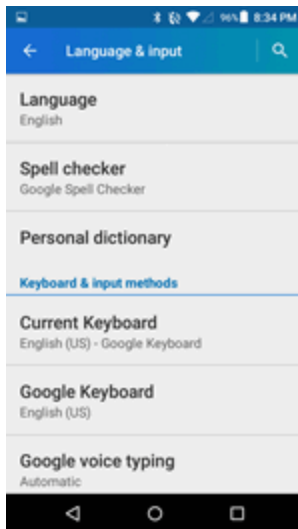 96% 8:34 PM
Language & input
Language
English
Spell checker
Google Spell Checker
Personal dictionary
Keyboard & input methods
Current Keyboard
English (US) - Google Keyboard
Google Keyboard
English (US)
Google voice typing
Automatic